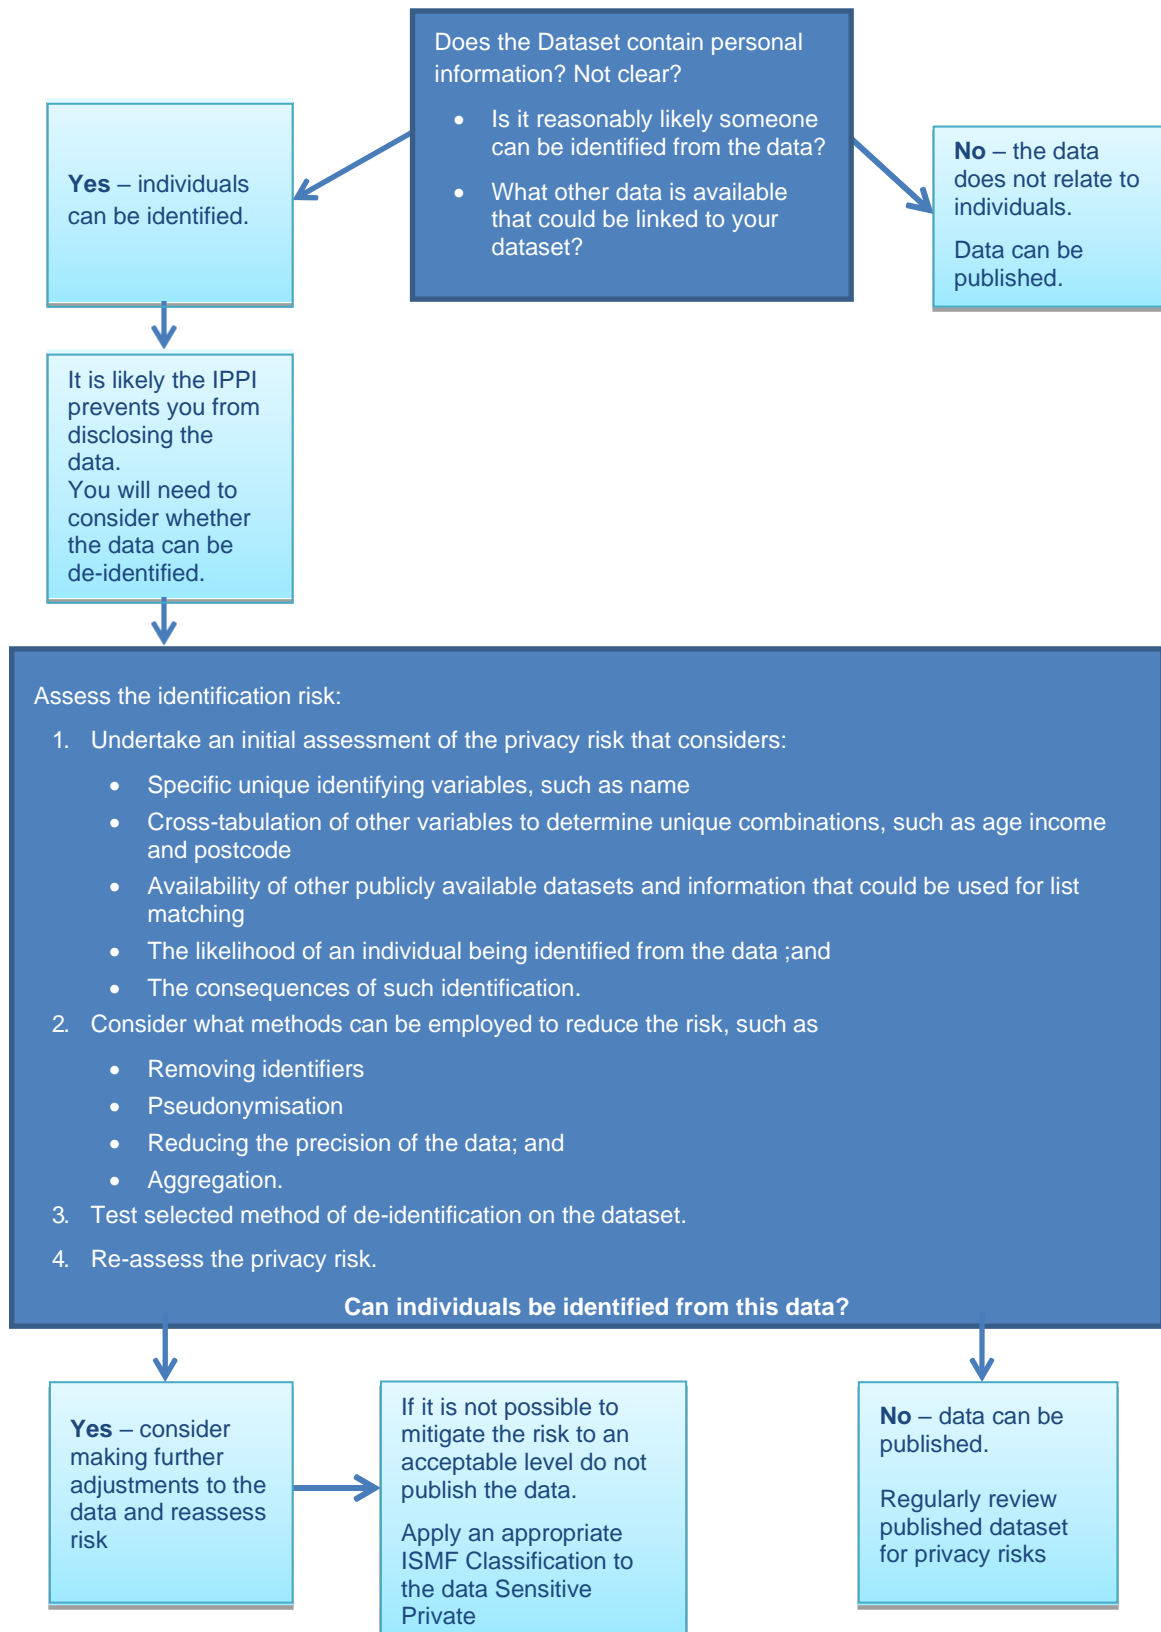 Does the Dataset contain personal
information? Not clear?
• Is it reasonably likely someone
can be identified from the data?
• What other data is available
that could be linked to your
dataset?
Yes – individuals
can be identified.
No – the data
does not relate to
individuals.
Data can be
published.
It is likely the IPPI
prevents you from
disclosing the
data.
You will need to
consider whether
the data can be
de-identified.
Assess the identification risk:
1. Undertake an initial assessment of the privacy risk that considers:
• Specific unique identifying variables, such as name
• Cross-tabulation of other variables to determine unique combinations, such as age income
and postcode
• Availability of other publicly available datasets and information that could be used for list
matching
• The likelihood of an individual being identified from the data ;and
• The consequences of such identification.
2. Consider what methods can be employed to reduce the risk, such as
• Removing identifiers
• Pseudonymisation
• Reducing the precision of the data; and
• Aggregation.
3. Test selected method of de-identification on the dataset.
4. Re-assess the privacy risk.
Can individuals be identified from this data?
Yes – consider
making further
adjustments to the
data and reassess
risk
If it is not possible to
mitigate the risk to an
acceptable level do not
publish the data.
Apply an appropriate
ISMF Classification to
the data Sensitive
Private
No – data can be
published.
Regularly review
published dataset
for privacy risks